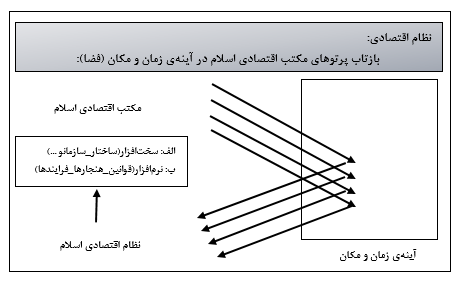 نظام اقتصادی:
بازتاب پرتوهای مکتب اقتصادی اسلام در آینه‌ی زمان و مکان (فضا):
مکتب اقتصادی اسلام
الف: سخت‌افزار(ساختار_سازمانو ...)
ب: نرم‌افزار(قوانین_هنجارها_فرایندها)
نظام اقتصادی اسلام
آینه‌ی زمان و مکان